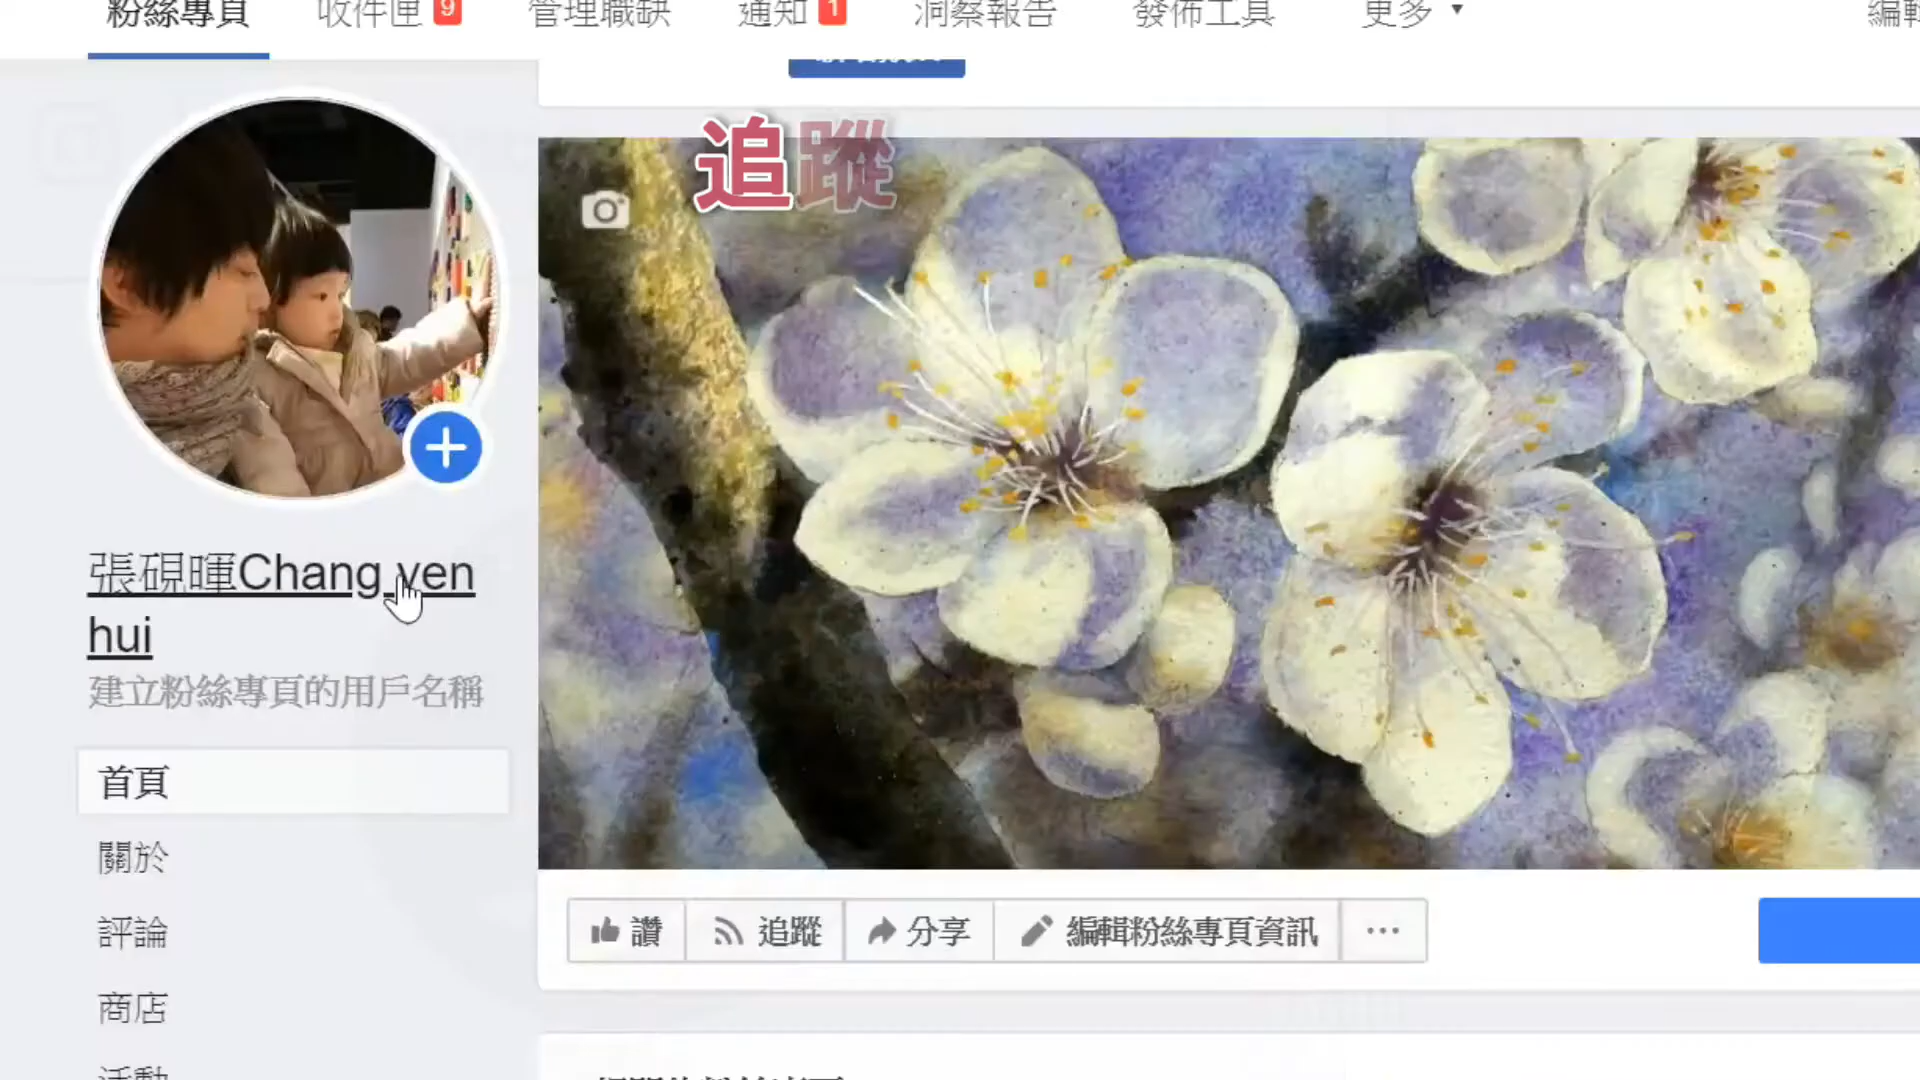 粉絲專頁 收件匣 9 管理職缺 通知 1 洞察報告 發佈工具 更多
追蹤
張硯暉Chang yen
hui
建立粉絲專頁的用戶名稱
首頁
關於
評論
商店
活動
讚 追蹤 分享 編輯粉絲專頁資訊 ...